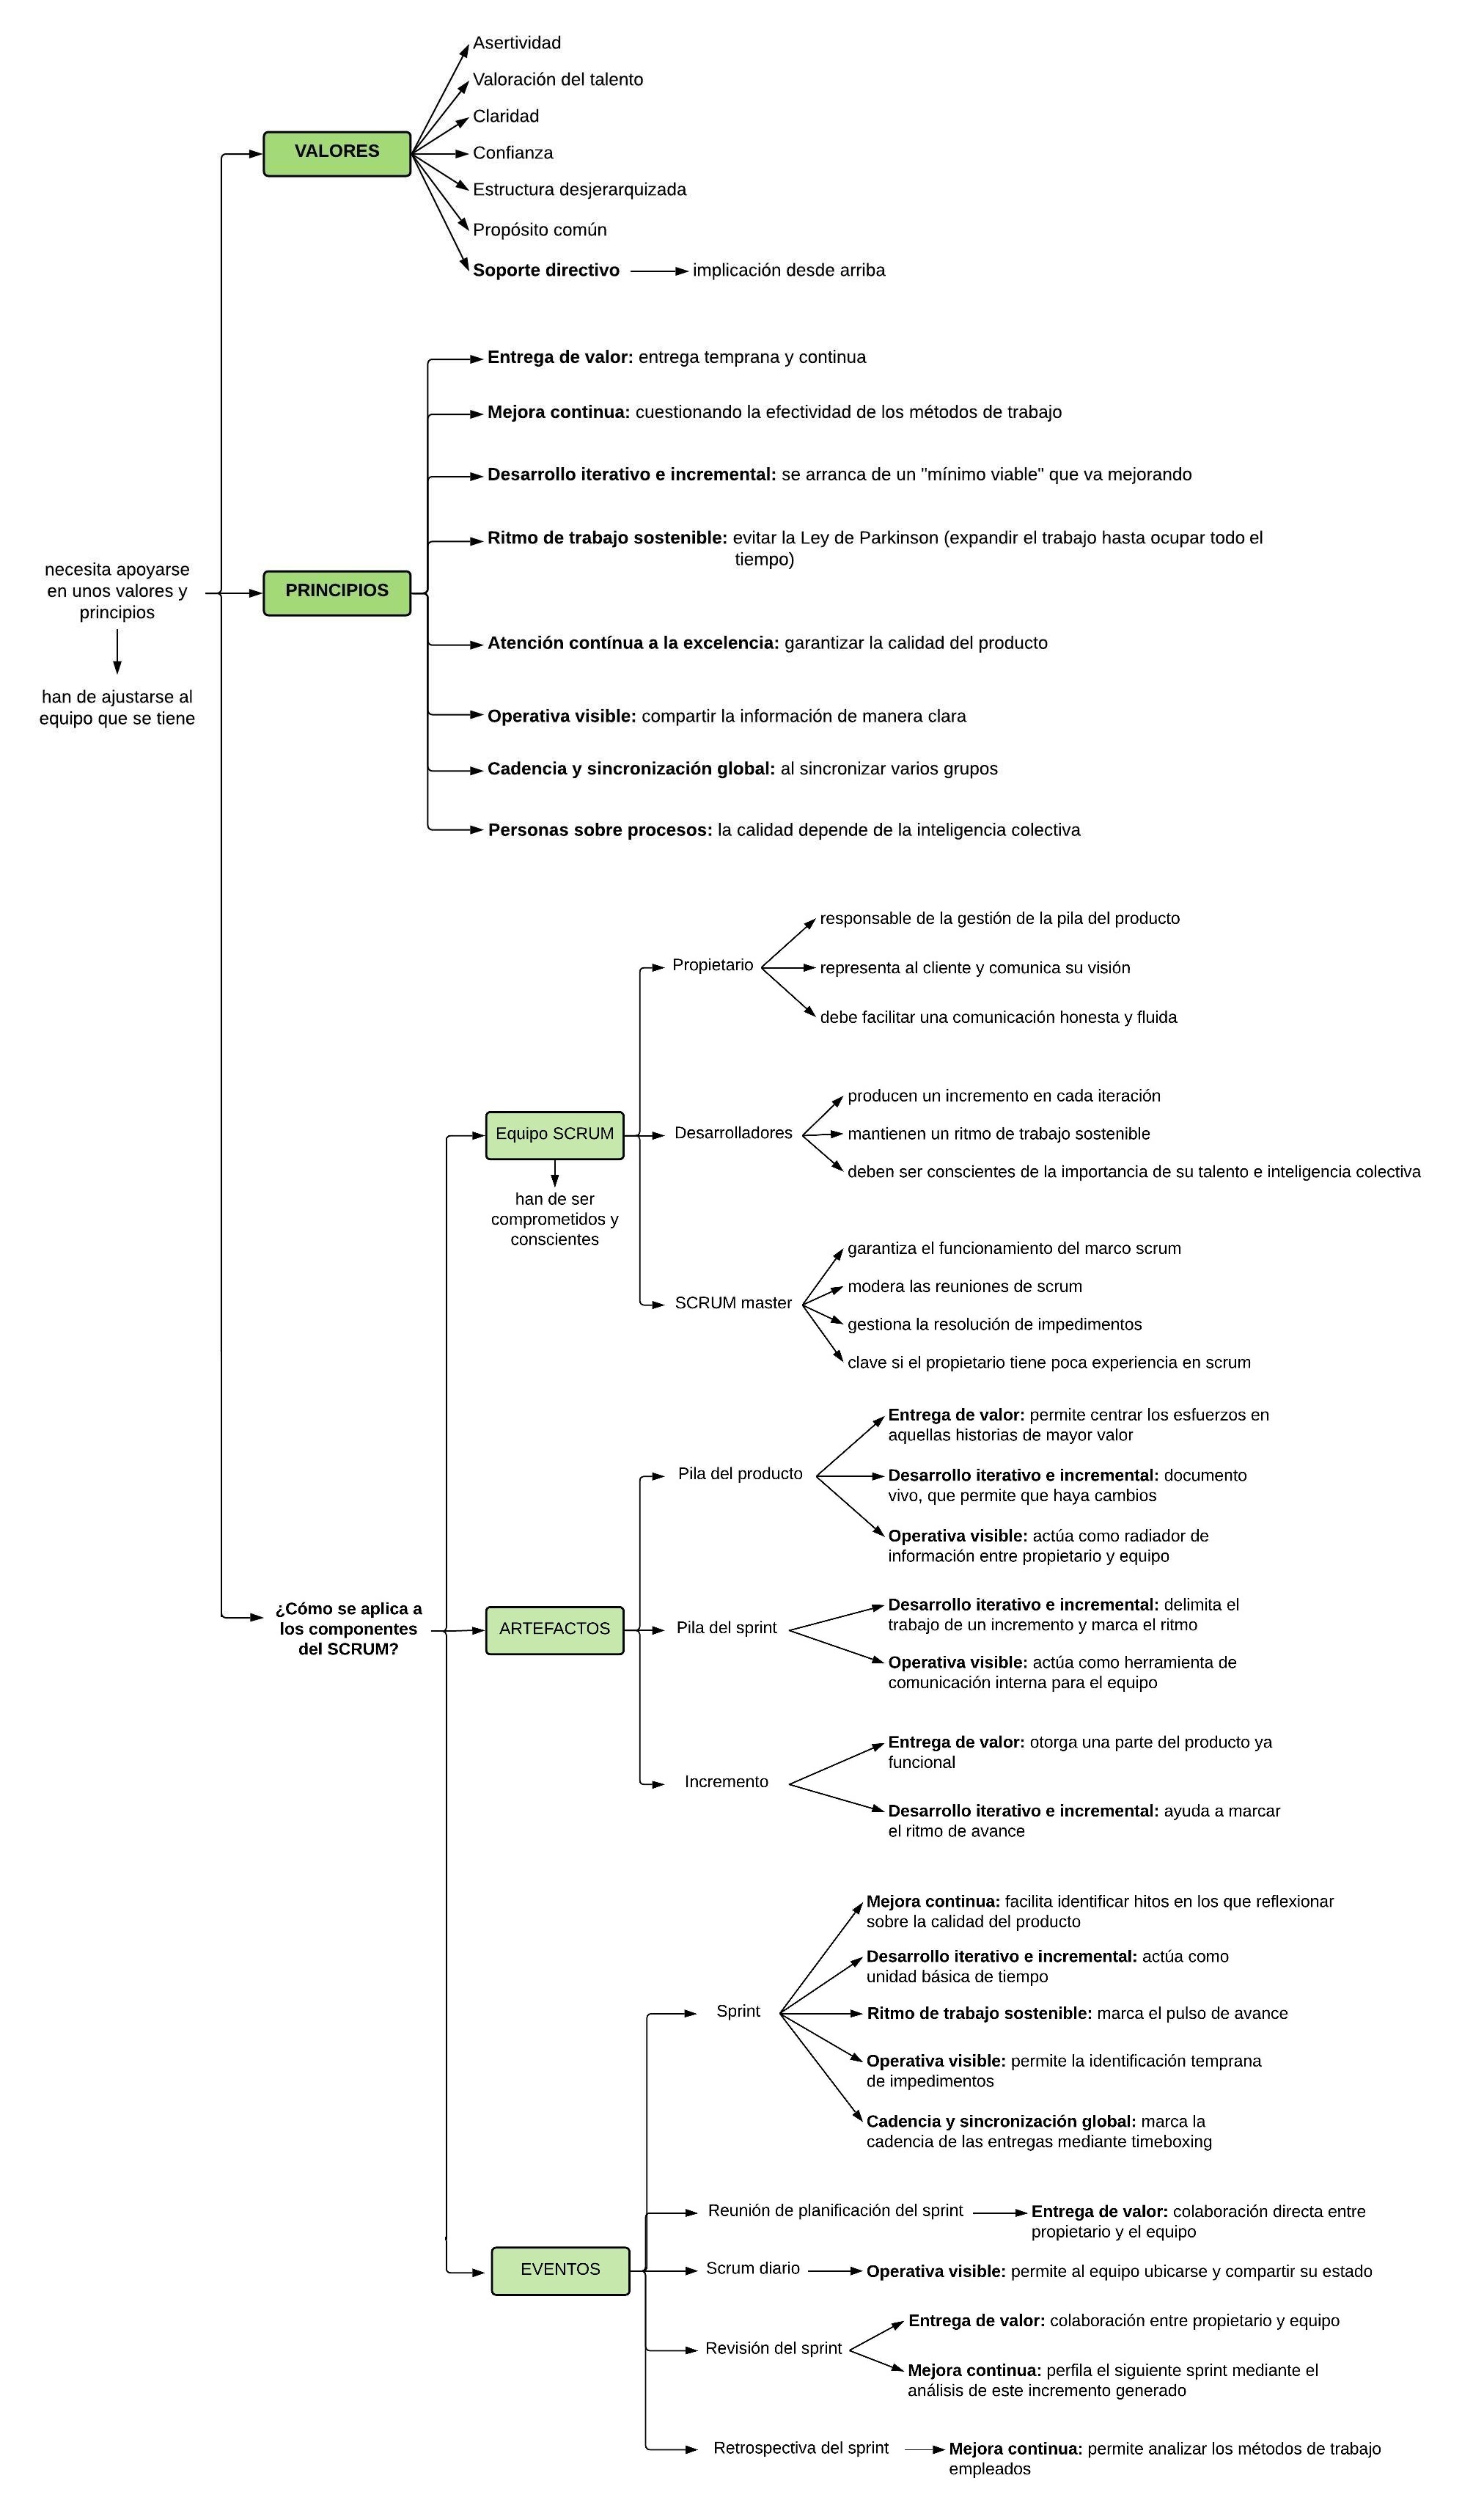 Asertividad
Valoración del talento
Claridad
VALORES
Confianza
Estructura desjerarquizada
Propósito común
Soporte directivo
implicación desde arriba
Entrega de valor: entrega temprana y continua
Mejora continua: cuestionando la efectividad de los métodos de trabajo
Desarrollo iterativo e incremental: se arranca de un "mínimo viable" que va mejorando
Ritmo de trabajo sostenible: evitar la Ley de Parkinson (expandir el trabajo hasta ocupar todo el
tiempo)
necesita apoyarse
en unos valores y
principios
PRINCIPIOS
han de ajustarse al
equipo que se tiene
Atención contínua a la excelencia: garantizar la calidad del producto
Operativa visible: compartir la información de manera clara
Cadencia y sincronización global: al sincronizar varios grupos
Personas sobre procesos: la calidad depende de la inteligencia colectiva
Propietario
responsable de la gestión de la pila del producto
representa al cliente y comunica su visión
debe facilitar una comunicación honesta y fluida
Equipo SCRUM
han de ser
comprometidos y
conscientes
Desarrolladores
producen un incremento en cada iteración
mantienen un ritmo de trabajo sostenible
deben ser conscientes de la importancia de su talento e inteligencia colectiva
SCRUM master
garantiza el funcionamiento del marco scrum
modera las reuniones de scrum
gestiona la resolución de impedimentos
clave si el propietario tiene poca experiencia en scrum
Pila del producto
Entrega de valor: permite centrar los esfuerzos en
aquellas historias de mayor valor
Desarrollo iterativo e incremental: documento
vivo, que permite que haya cambios
Operativa visible: actúa como radiador de
información entre propietario y equipo
¿Cómo se aplica a
los componentes
del SCRUM?
ARTEFACTOS
Pila del sprint
Desarrollo iterativo e incremental: delimita el
trabajo de un incremento y marca el ritmo
Operativa visible: actúa como herramienta de
comunicación interna para el equipo
Incremento
Entrega de valor: otorga una parte del producto ya
funcional
Desarrollo iterativo e incremental: ayuda a marcar
el ritmo de avance
Sprint
Mejora continua: facilita identificar hitos en los que reflexionar
sobre la calidad del producto
Desarrollo iterativo e incremental: actúa como
unidad básica de tiempo
Ritmo de trabajo sostenible: marca el pulso de avance
Operativa visible: permite la identificación temprana
de impedimentos
Cadencia y sincronización global: marca la
cadencia de las entregas mediante timeboxing
Reunión de planificación del sprint
Entrega de valor: colaboración directa entre
propietario y el equipo
EVENTOS
Scrum diario
Operativa visible: permite al equipo ubicarse y compartir su estado
Revisión del sprint
Entrega de valor: colaboración entre propietario y equipo
Mejora continua: perfila el siguiente sprint mediante el
análisis de este incremento generado
Retrospectiva del sprint
Mejora continua: permite analizar los métodos de trabajo
empleados